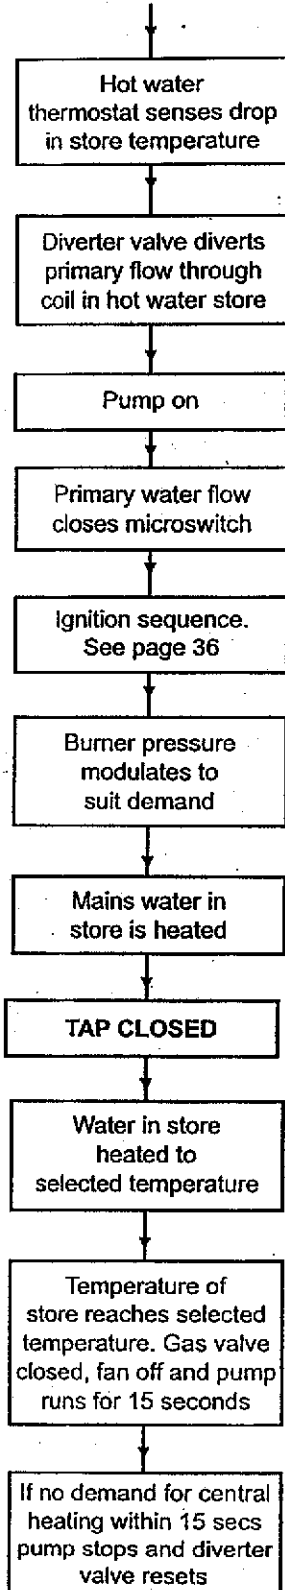 Hot water
thermostat senses drop
in store temperature
Diverter valve diverts
primary flow through
coil in hot water store
Pump on
Primary water flow
closes microswitch
Ignition sequence.
See page 36
Burner pressure
modulates to
suit demand
Mains water in
store is heated
TAP CLOSED
Water in store
heated to
selected temperature
Temperature of
store reaches selected
temperature. Gas valve
closed, fan off and pump
runs for 15 seconds
If no demand for central
heating within 15 secs
pump stops and diverter
valve resets